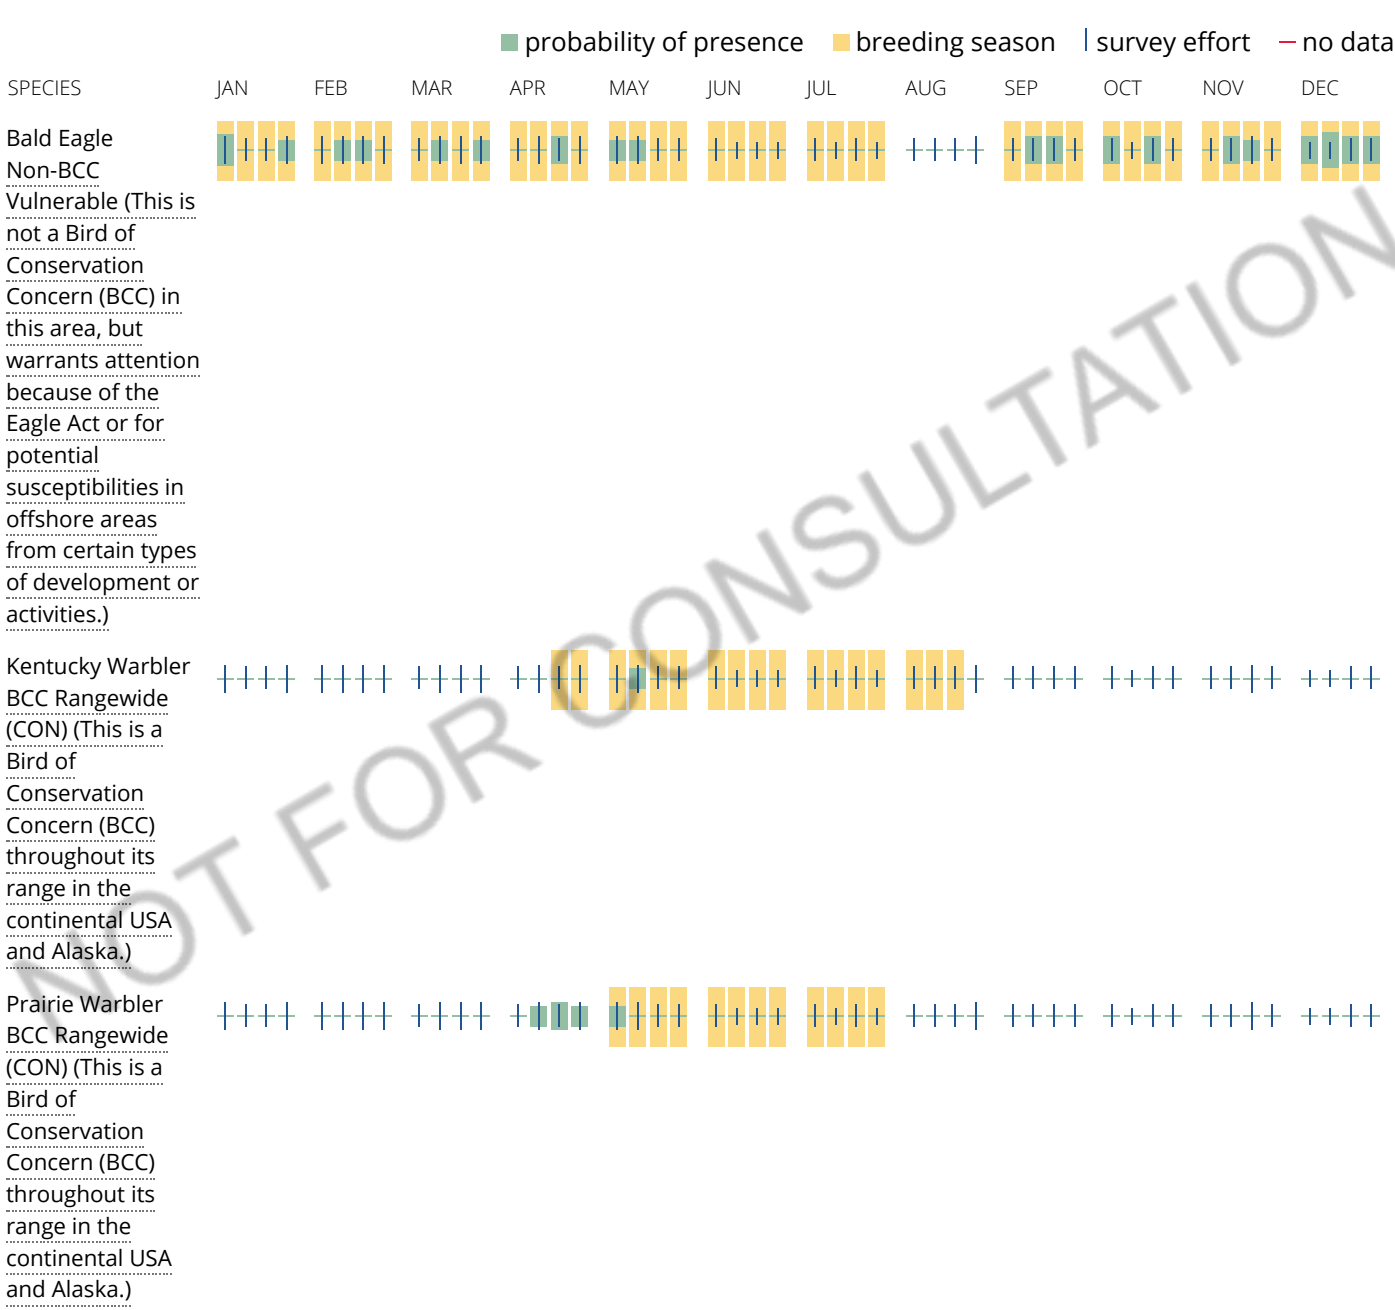 probability of presence breeding season survey effort no data
SPECIES JAN FEB MAR APR MAY JUN JUL AUG SEP OCT NOV DEC
Bald Eagle
Non-BCC
Vulnerable (This is
not a Bird of
Conservation
Concern (BCC) in
this area, but
warrants attention
because of the
Eagle Act or for
potential
susceptibilities in
offshore areas
from certain types
of development or
activities.)
Kentucky Warbler
BCC Rangewide
(CON) (This is a
Bird of
Conservation
Concern (BCC)
throughout its
range in the
continental USA
and Alaska.)
Prairie Warbler
BCC Rangewide
(CON) (This is a
Bird of
Conservation
Concern (BCC)
throughout its
range in the
continental USA
and Alaska.)
NOT FOR CONSULTATION